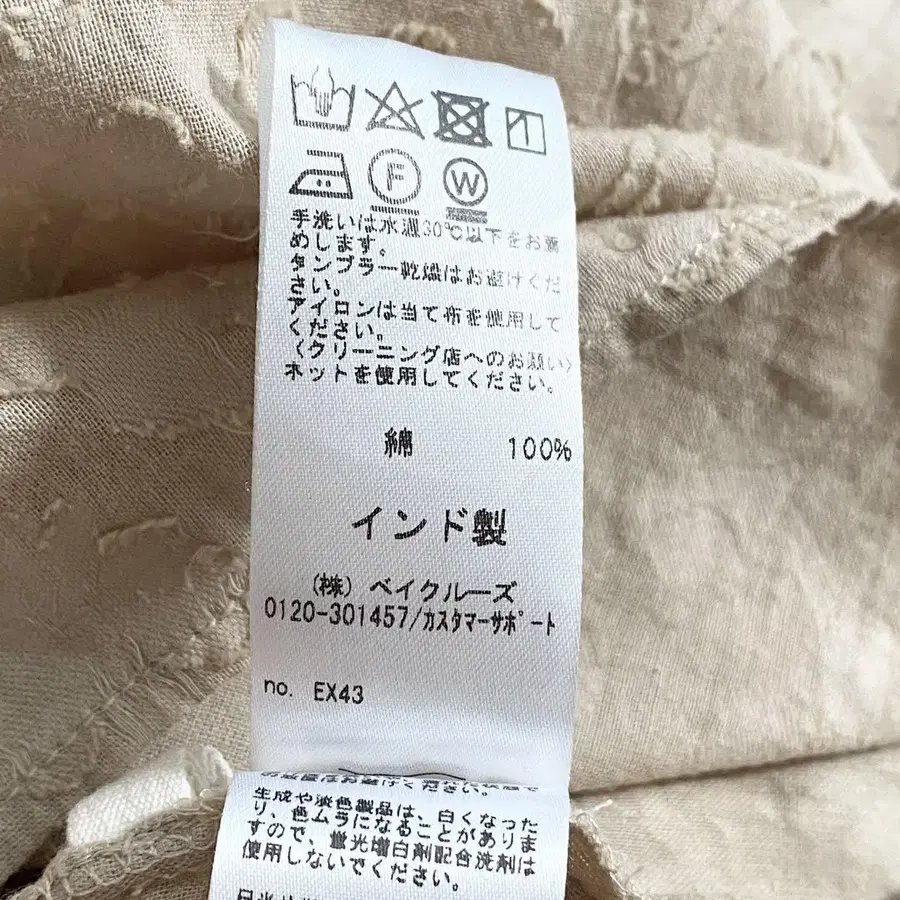 F
W
手洗いは水温30℃以下をお薦
めします。
タンブラー乾燥はお避けくだ
さい。
アイロンは当て布を使用して
ください。
〈クリーニング店へのお願い〉
ネットを使用してください。
綿 100%
インド製
(株) ベイクルーズ
0120-301457/カスタマーサポート
no. EX43
お避けください。
生成や淡色製品は、白くなった
り、色ムラになることがありま
すので、蛍光増白剤配合洗剤は
使用しないでください。